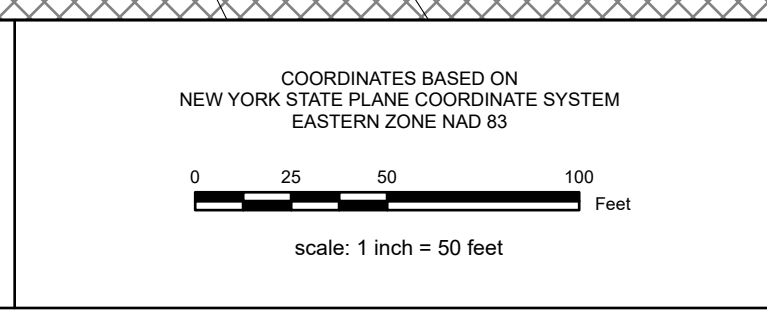 COORDINATES BASED ON
NEW YORK STATE PLANE COORDINATE SYSTEM
EASTERN ZONE NAD 83
0 25 50 100
Feet
scale: 1 inch = 50 feet